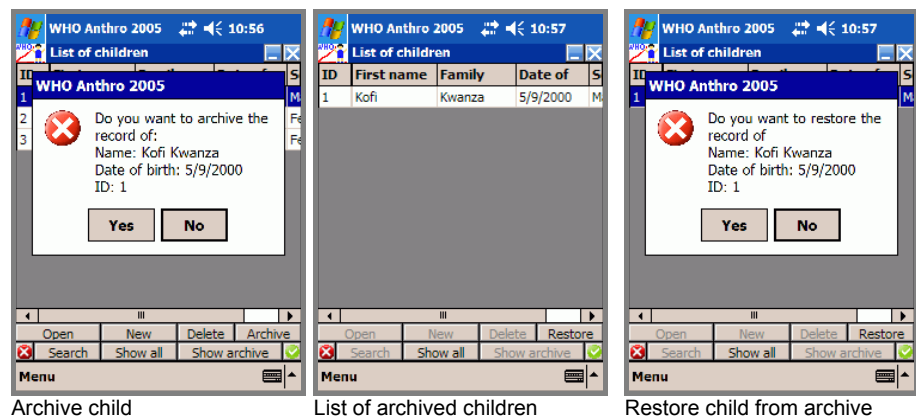 WHO Anthro 2005 10:56
List of children
ID
S
1
M
2
Fe
3
Fe
WHO Anthro 2005
Do you want to archive the
record of:
Name: Kofi Kwanza
Date of birth: 5/9/2000
ID: 1
Yes No
Open New Delete Archive
Search Show all Show archive
Menu
Archive child
WHO Anthro 2005 10:57
List of children
ID First name Family Date of S
1 Kofi Kwanza 5/9/2000 M
Open New Delete Restore
Search Show all Show archive
Menu
List of archived children
WHO Anthro 2005 10:57
List of children
ID
S
1
M
WHO Anthro 2005
Do you want to restore the
record of
Name: Kofi Kwanza
Date of birth: 5/9/2000
ID: 1
Yes No
Open New Delete Restore
Search Show all Show archive
Menu
Restore child from archive